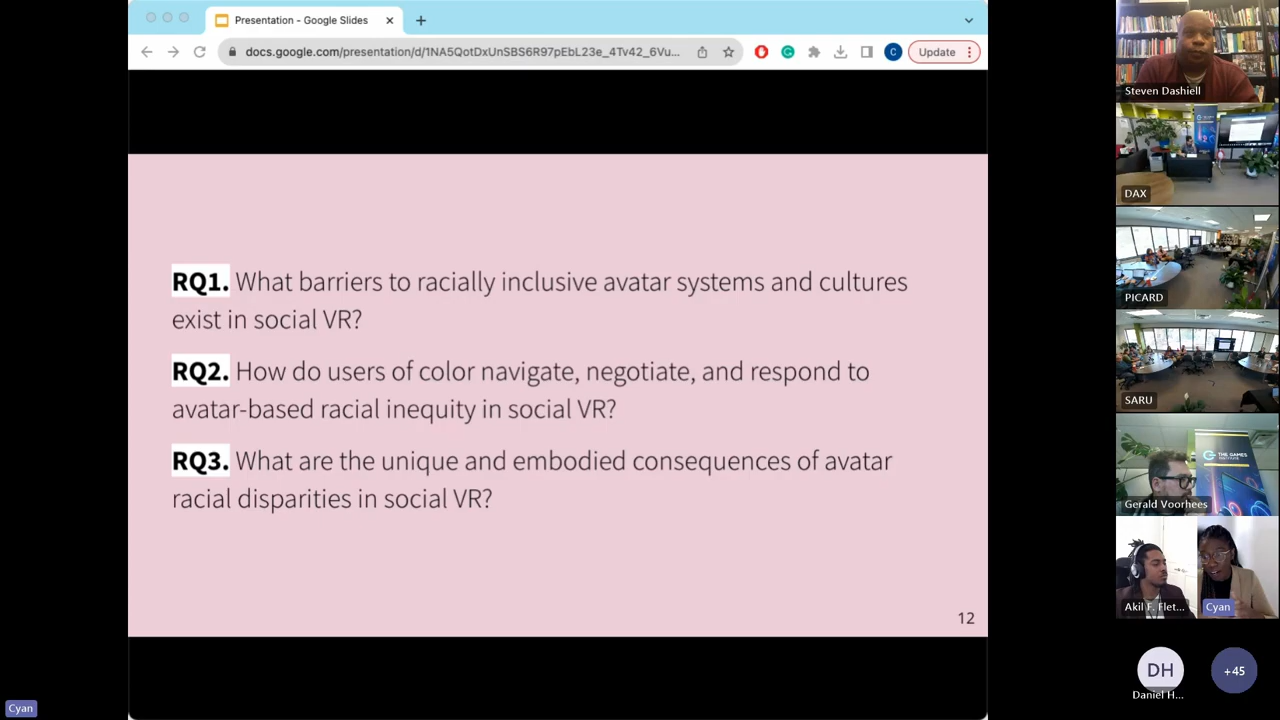 Presentation - Google Slides
docs.google.com/presentation/d/1NA5QotDxUnSBS6R97pEbL23e_4Tv42_6Vu...
C
Update
RQ1. What barriers to racially inclusive avatar systems and cultures
exist in social VR?
RQ2. How do users of color navigate, negotiate, and respond to
avatar-based racial inequity in social VR?
RQ3. What are the unique and embodied consequences of avatar
racial disparities in social VR?
12
Cyan
Steven Dashiell
DAX
PICARD
SARU
THE GAMES
INSTITUTE
Gerald Voorhees
Akil F. Flet...
Cyan
DH
Daniel H...
+45